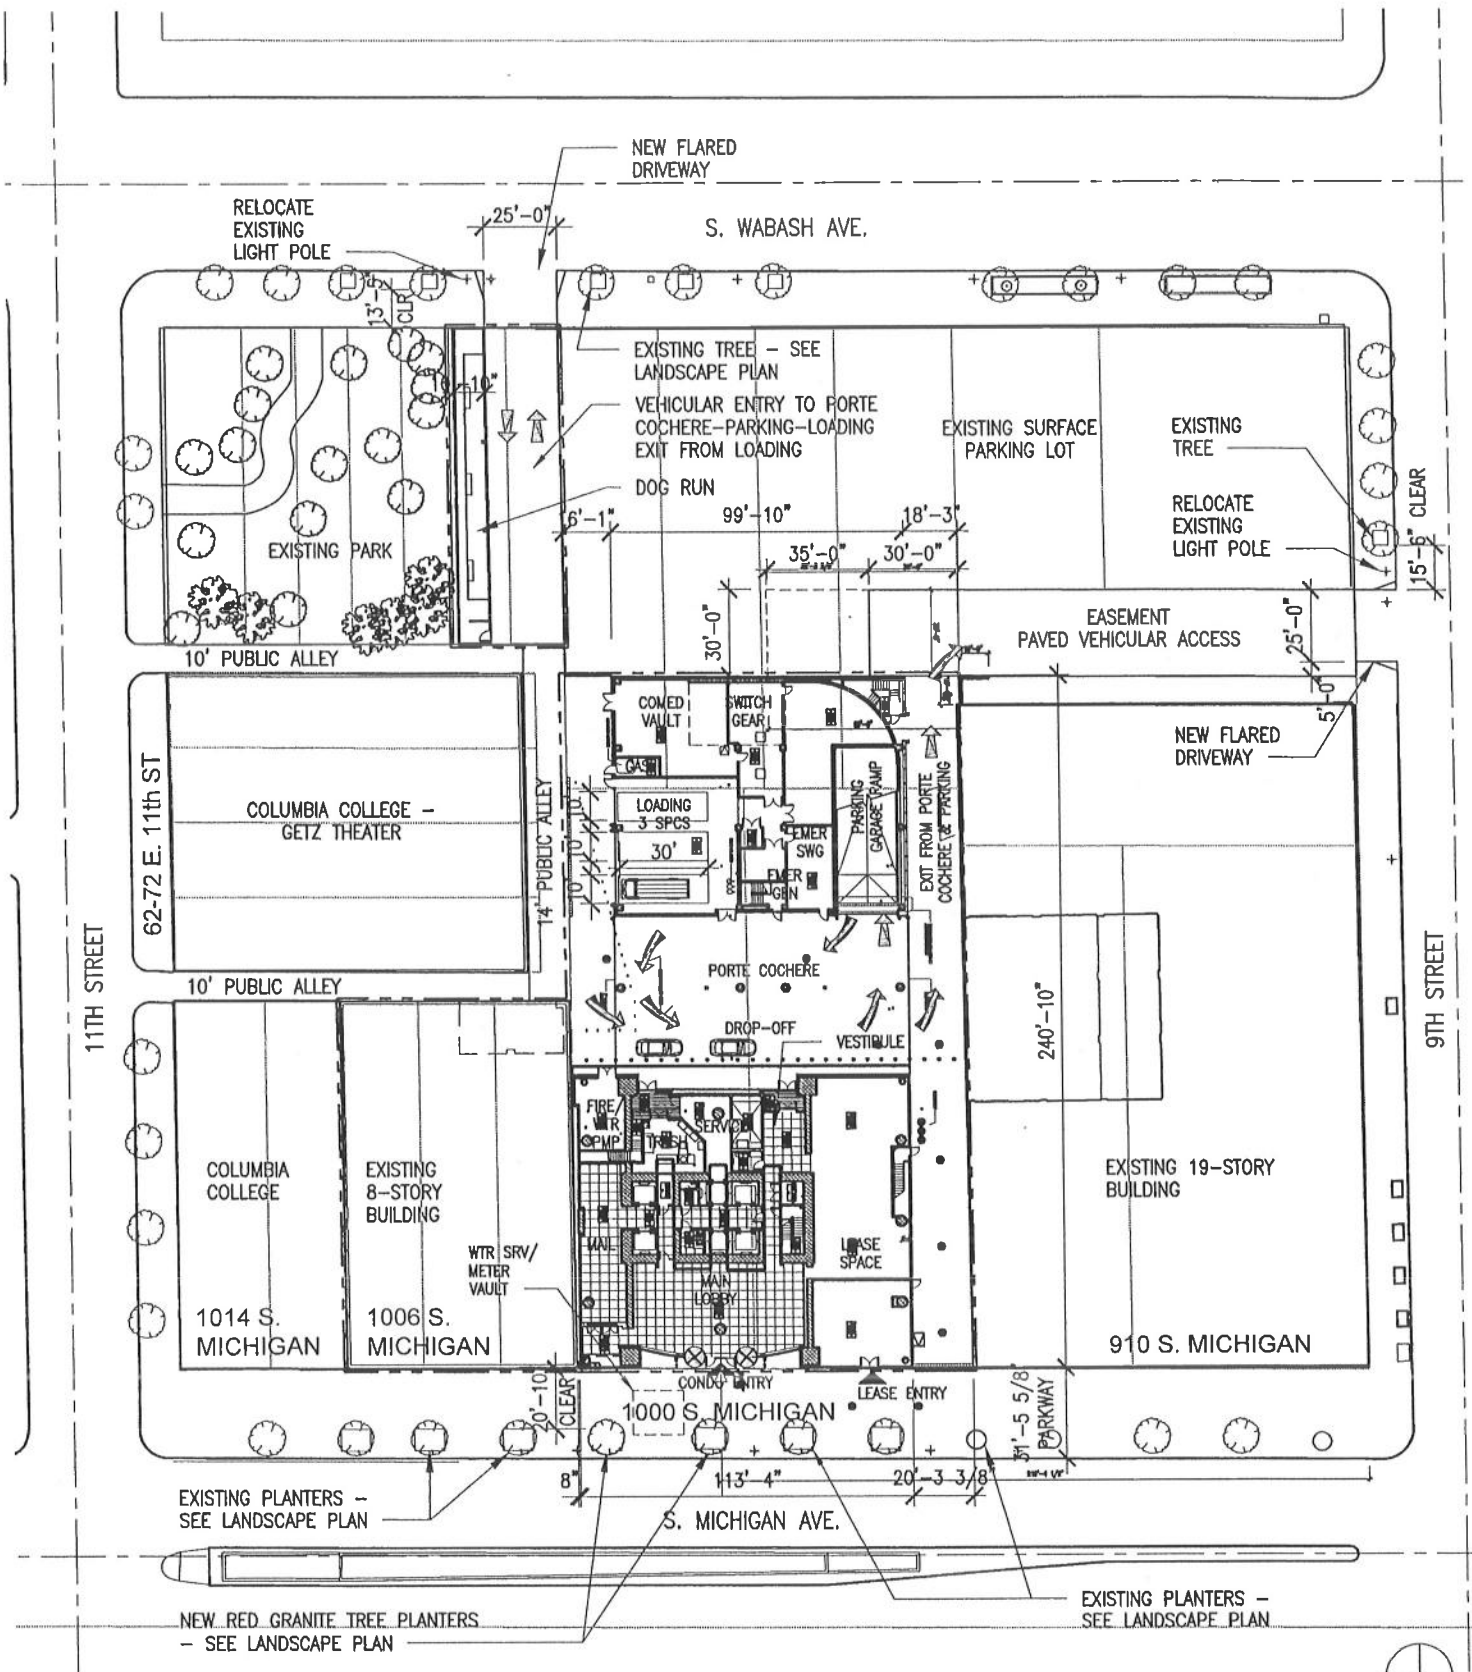 NEW FLARED
DRIVEWAY
RELOCATE
EXISTING
LIGHT POLE
25'-0"
S. WABASH AVE.
13'-5"
CLR
EXISTING TREE - SEE
LANDSCAPE PLAN
VEHICULAR ENTRY TO PORTE
COCHERE-PARKING-LOADING
EXIT FROM LOADING
DOG RUN
EXISTING SURFACE
PARKING LOT
EXISTING
TREE
RELOCATE
EXISTING
LIGHT POLE
15'-6" CLEAR
6'-1"
99'-10"
18'-3"
35'-0"
30'-0"
EXISTING PARK
30'-0"
EASEMENT
PAVED VEHICULAR ACCESS
25'-0"
10' PUBLIC ALLEY
5'-0"
NEW FLARED
DRIVEWAY
COMED
VAULT
SWITCH
GEAR
GAS
62-72 E. 11th ST
COLUMBIA COLLEGE -
GETZ THEATER
14' PUBLIC ALLEY
10'
10'
10'
LOADING
3 SPCS
30'
EMER
SWG
EMER
GEN
PARKING
GARAGE RAMP
EXIT FROM PORTE
COCHERE & PARKING
11TH STREET
9TH STREET
10' PUBLIC ALLEY
PORTE COCHERE
DROP-OFF
VESTIBULE
240'-10"
FIRE/
WTR
PMP
TRASH
SERVICE
COLUMBIA
COLLEGE
EXISTING
8-STORY
BUILDING
EXISTING 19-STORY
BUILDING
WTR SRV/
METER
VAULT
MAIL
LEASE
SPACE
MAIN
LOBBY
1014 S.
MICHIGAN
1006 S.
MICHIGAN
910 S. MICHIGAN
CONDO ENTRY
LEASE ENTRY
20'-10"
CLEAR
1000 S. MICHIGAN
31'-5 5/8"
PARKWAY
8"
113'-4"
20'-3 3/8"
EXISTING PLANTERS -
SEE LANDSCAPE PLAN
S. MICHIGAN AVE.
NEW RED GRANITE TREE PLANTERS
- SEE LANDSCAPE PLAN
EXISTING PLANTERS -
SEE LANDSCAPE PLAN